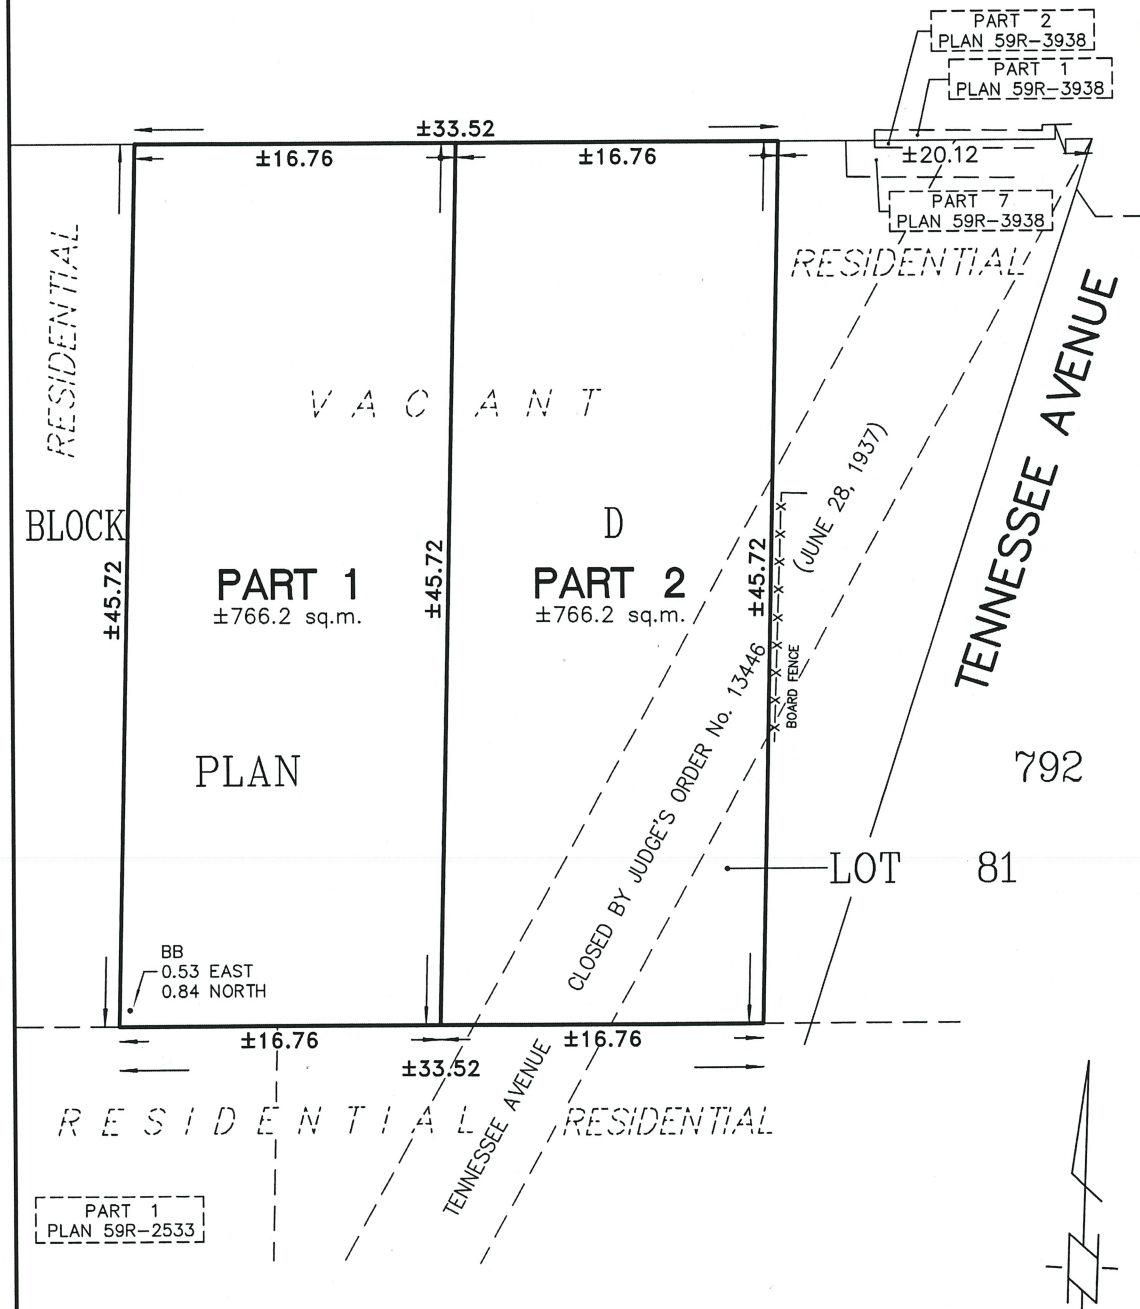 PART 2
PLAN 59R-3938
PART 1
PLAN 59R-3938
±33.52
±16.76
±16.76
±20.12
PART 7
PLAN 59R-3938
RESIDENTIAL
RESIDENTIAL
TENNESSEE AVENUE
VACANT
(JUNE 28, 1937)
BLOCK
D
±45.72
PART 1
±766.2 sq.m.
±45.72
PART 2
±766.2 sq.m.
±45.72
BOARD FENCE
CLOSED BY JUDGE'S ORDER No. 13446
PLAN
792
LOT 81
BB
0.53 EAST
0.84 NORTH
±16.76
±16.76
±33.52
TENNESSEE AVENUE
RESIDENTIAL
RESIDENTIAL
PART 1
PLAN 59R-2533